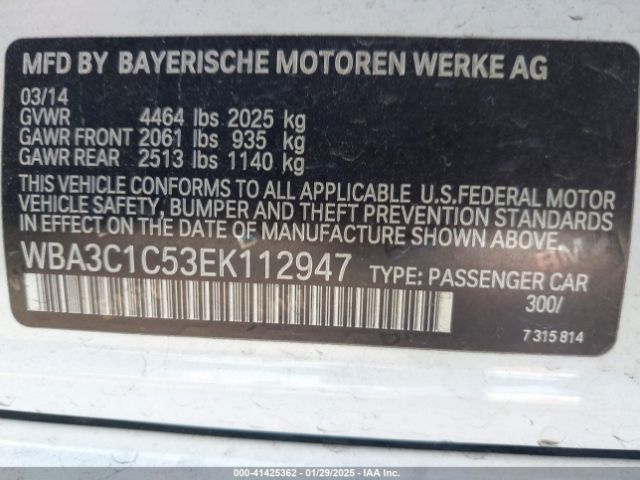 MFD BY BAYERISCHE MOTOREN WERKE AG
03/14
GVWR 4464 lbs 2025 kg
GAWR FRONT 2061 lbs 935 kg
GAWR REAR 2513 lbs 1140 kg
THIS VEHICLE CONFORMS TO ALL APPLICABLE U.S.FEDERAL MOTOR
VEHICLE SAFETY, BUMPER AND THEFT PREVENTION STANDARDS
IN EFFECT ON THE DATE OF MANUFACTURE SHOWN ABOVE.
WBA3C1C53EK112947 TYPE: PASSENGER CAR
300/
7315814
000-41425362 - 01/29/2025 - IAA Inc.